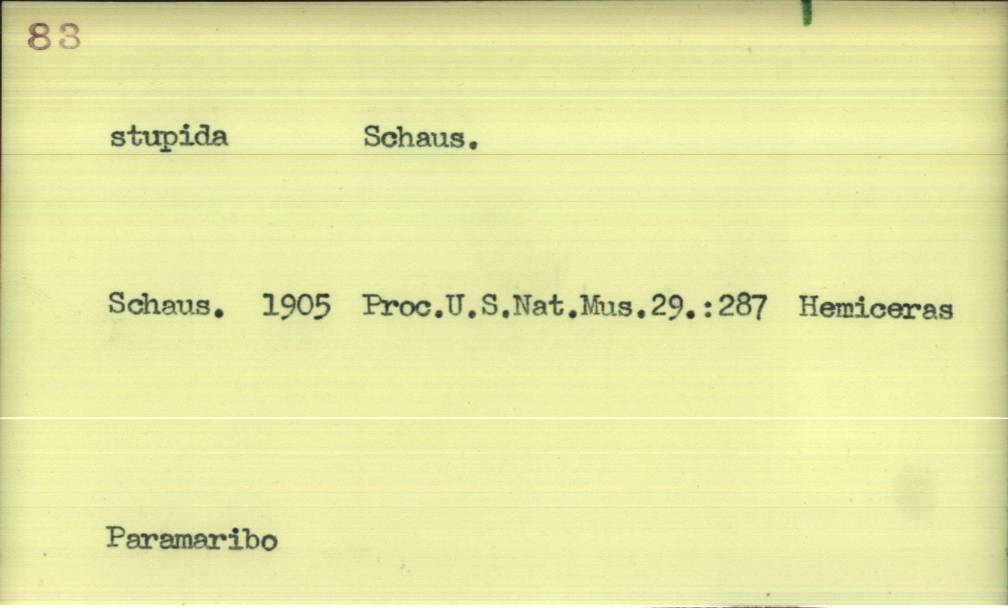 83
stupida Schaus.
Schaus. 1905 Proc.U.S.Nat.Mus.29.:287 Hemiceras
Paramaribo